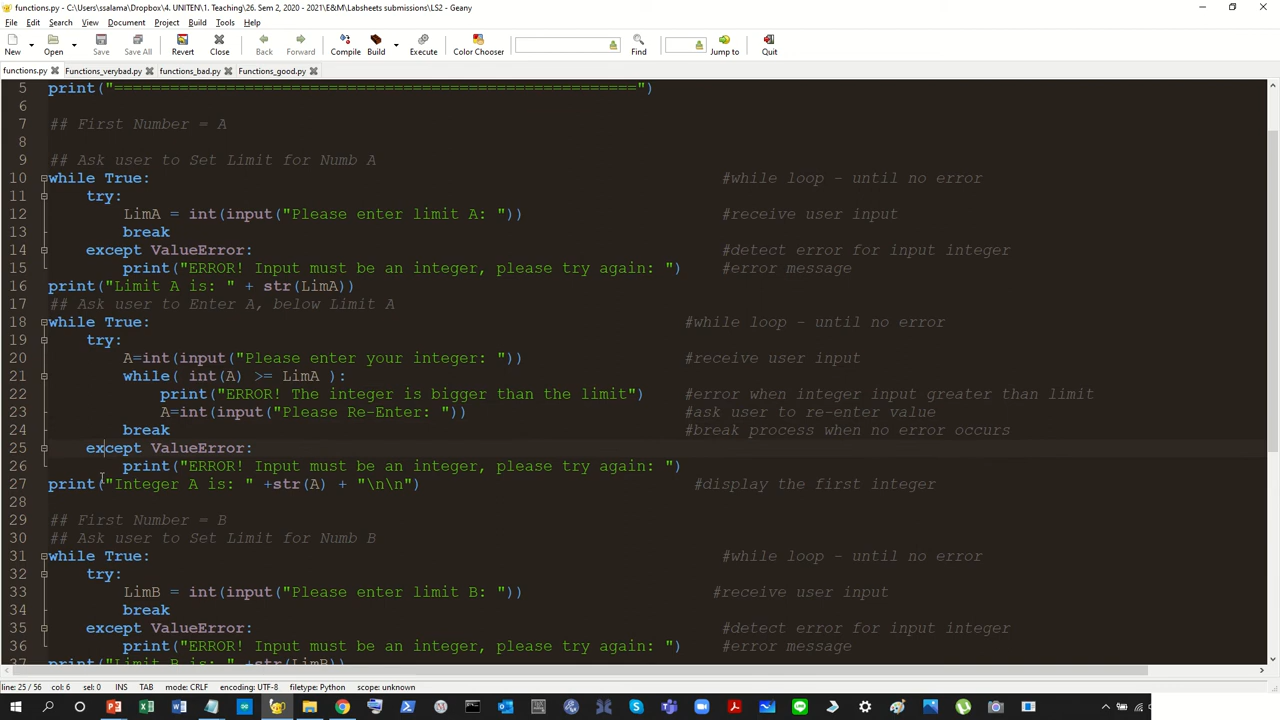 functions.py - C:\Users\ssalama\Dropbox\4. UNITEN\1. Teaching\26. Sem 2, 2020 - 2021\E&M\Labsheets submissions\LS2 - Geany
File Edit Search View Document Project Build Tools Help
New Open Save Save All Revert Close Back Forward Compile Build Execute Color Chooser Find Jump to Quit
functions.py Functions_verybad.py functions_bad.py Functions_good.py
5 print("========================================================")
6
7 ## First Number = A
8
9 ## Ask user to Set Limit for Numb A
10 while True: #while loop - until no error
11 try:
12 LimA = int(input("Please enter limit A: ")) #receive user input
13 break
14 except ValueError: #detect error for input integer
15 print("ERROR! Input must be an integer, please try again: ") #error message
16 print("Limit A is: " + str(LimA))
17 ## Ask user to Enter A, below Limit A
18 while True: #while loop - until no error
19 try:
20 A=int(input("Please enter your integer: ")) #receive user input
21 while( int(A) >= LimA ):
22 print("ERROR! The integer is bigger than the limit") #error when integer input greater than limit
23 A=int(input("Please Re-Enter: ")) #ask user to re-enter value
24 break #break process when no error occurs
25 except ValueError:
26 print("ERROR! Input must be an integer, please try again: ")
27 print("Integer A is: " +str(A) + "\n\n") #display the first integer
28
29 ## First Number = B
30 ## Ask user to Set Limit for Numb B
31 while True: #while loop - until no error
32 try:
33 LimB = int(input("Please enter limit B: ")) #receive user input
34 break
35 except ValueError: #detect error for input integer
36 print("ERROR! Input must be an integer, please try again: ") #error message
37 print("Limit B is: " +str(LimB))
line: 25 / 56 col: 6 sel: 0 INS TAB mode: CRLF encoding: UTF-8 filetype: Python scope: unknown